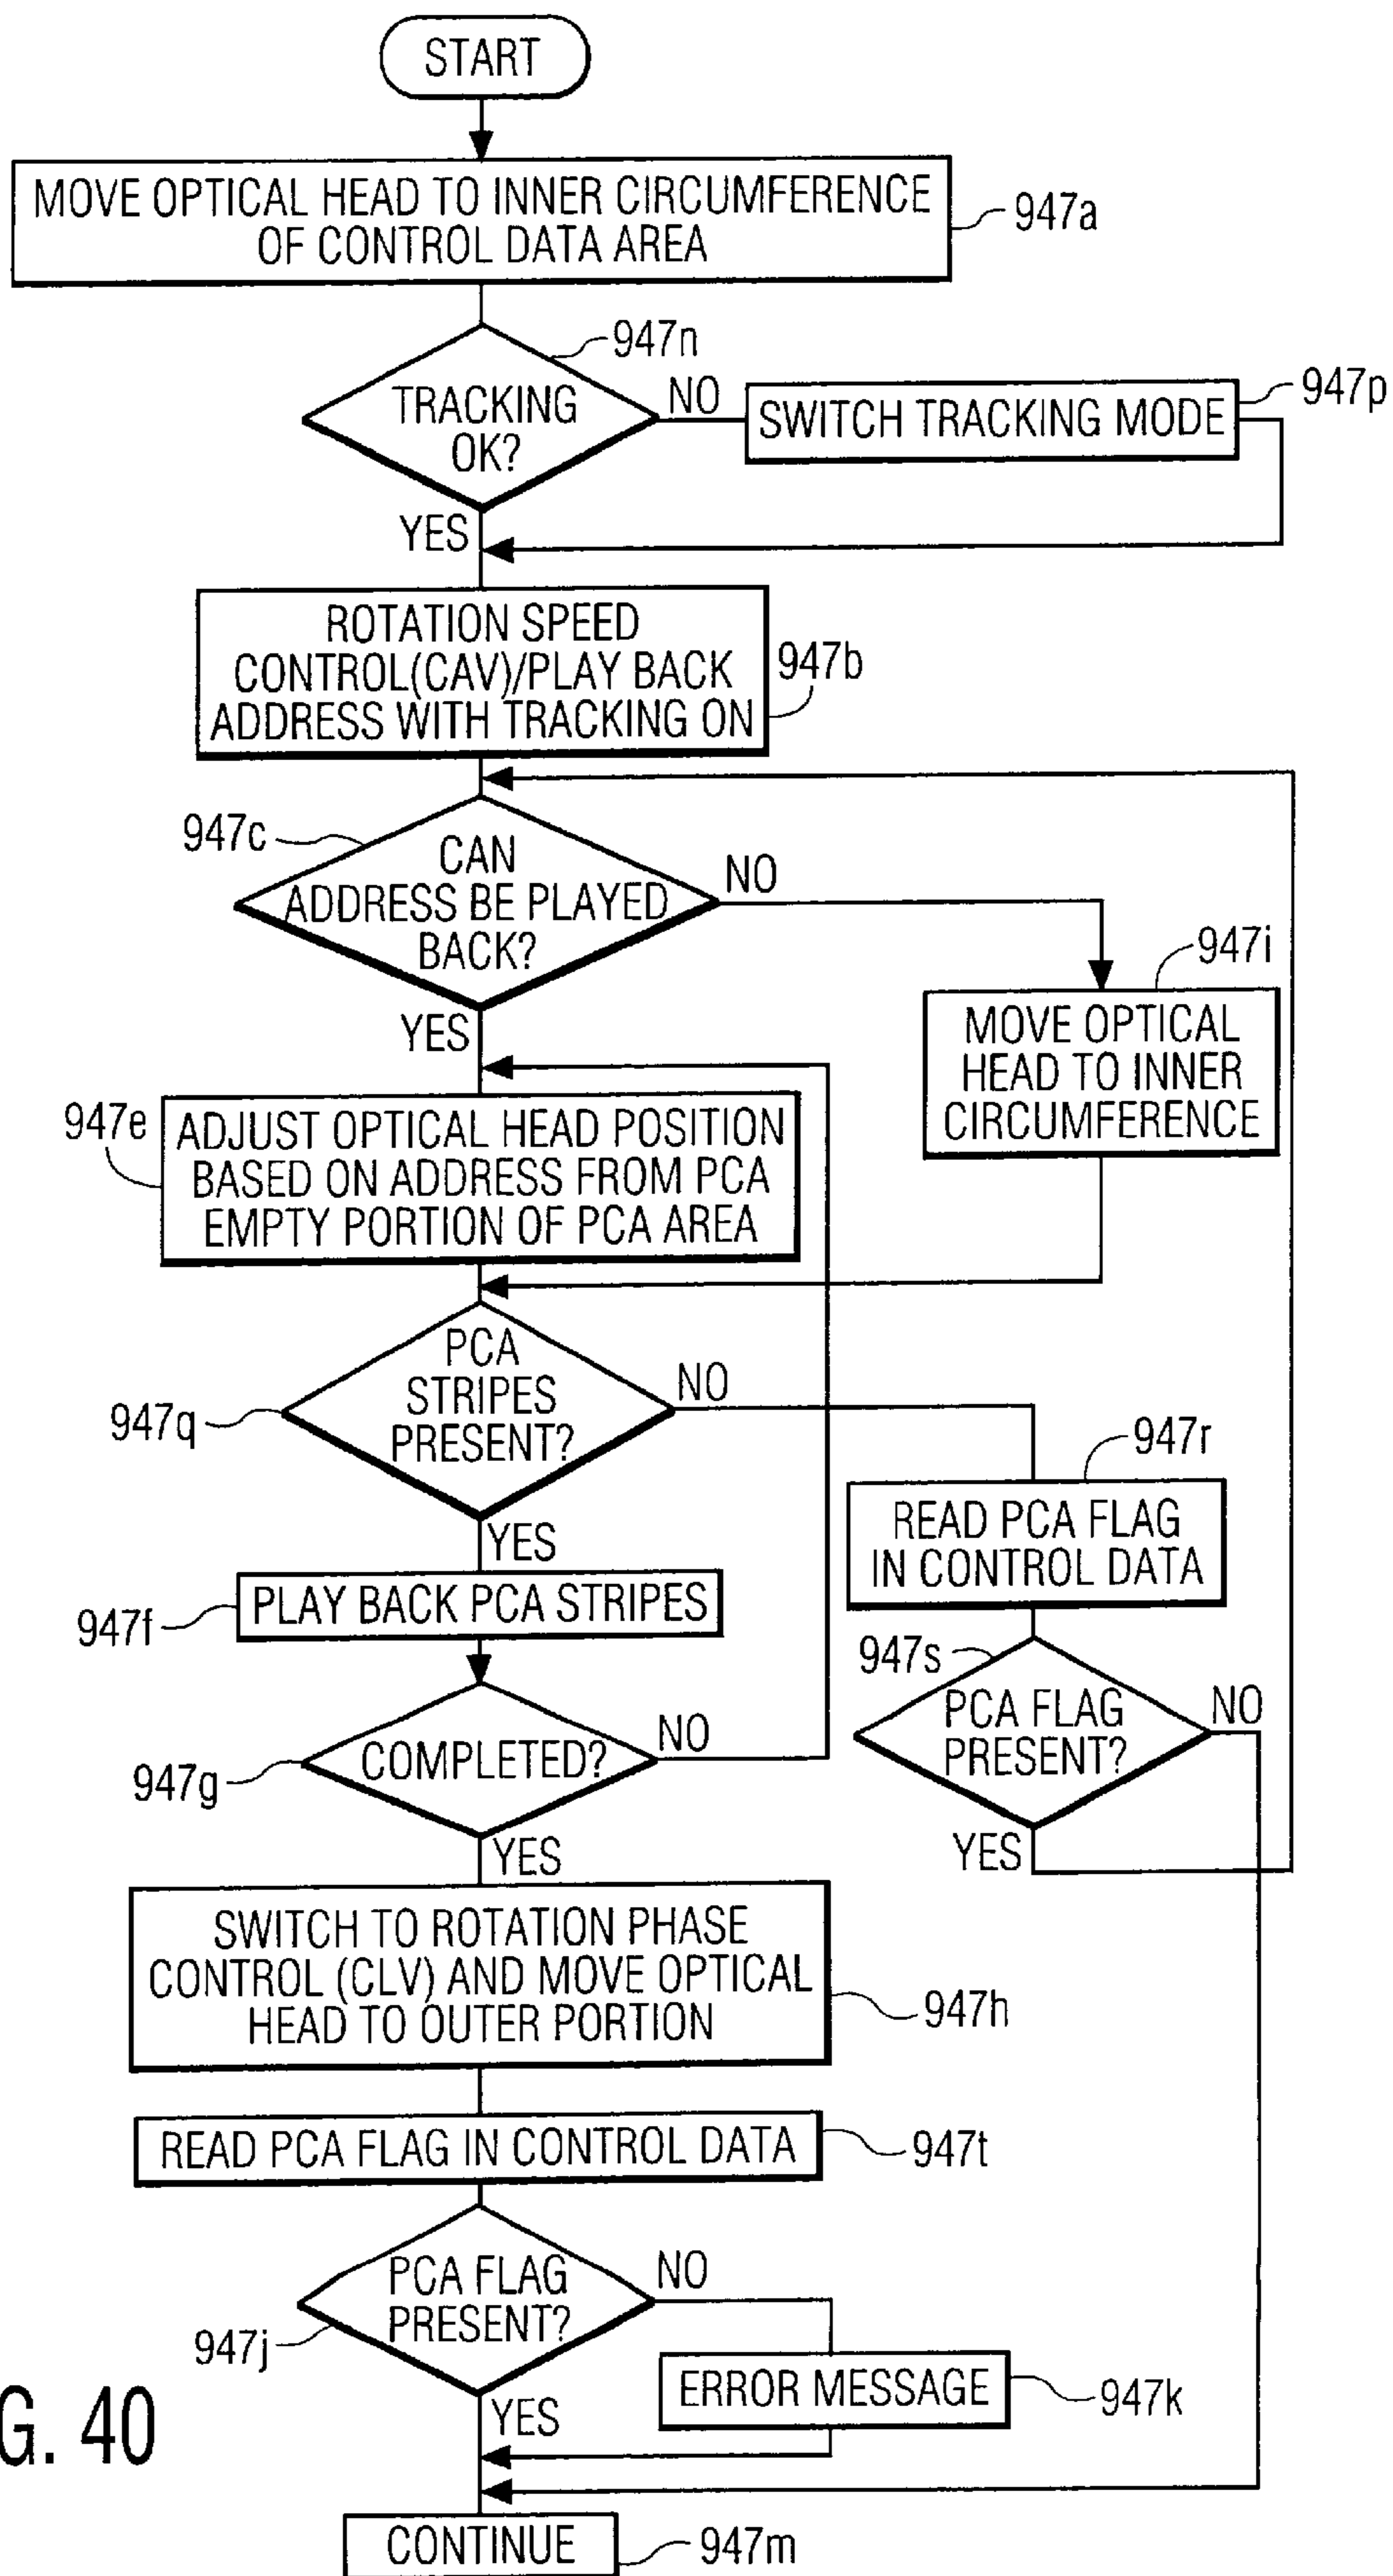 START
MOVE OPTICAL HEAD TO INNER CIRCUMFERENCE
OF CONTROL DATA AREA
947a
947n
TRACKING
OK?
NO
SWITCH TRACKING MODE
947p
YES
ROTATION SPEED
CONTROL(CAV)/PLAY BACK
ADDRESS WITH TRACKING ON
947b
947c
CAN
ADDRESS BE PLAYED
BACK?
NO
947i
MOVE OPTICAL
HEAD TO INNER
CIRCUMFERENCE
YES
947e
ADJUST OPTICAL HEAD POSITION
BASED ON ADDRESS FROM PCA
EMPTY PORTION OF PCA AREA
PCA
STRIPES
PRESENT?
947q
NO
947r
READ PCA FLAG
IN CONTROL DATA
YES
PLAY BACK PCA STRIPES
947f
947s
PCA FLAG
PRESENT?
NO
YES
COMPLETED?
947g
NO
YES
SWITCH TO ROTATION PHASE
CONTROL (CLV) AND MOVE OPTICAL
HEAD TO OUTER PORTION
947h
READ PCA FLAG IN CONTROL DATA
947t
PCA FLAG
PRESENT?
947j
NO
ERROR MESSAGE
947k
YES
G. 40
CONTINUE
947m